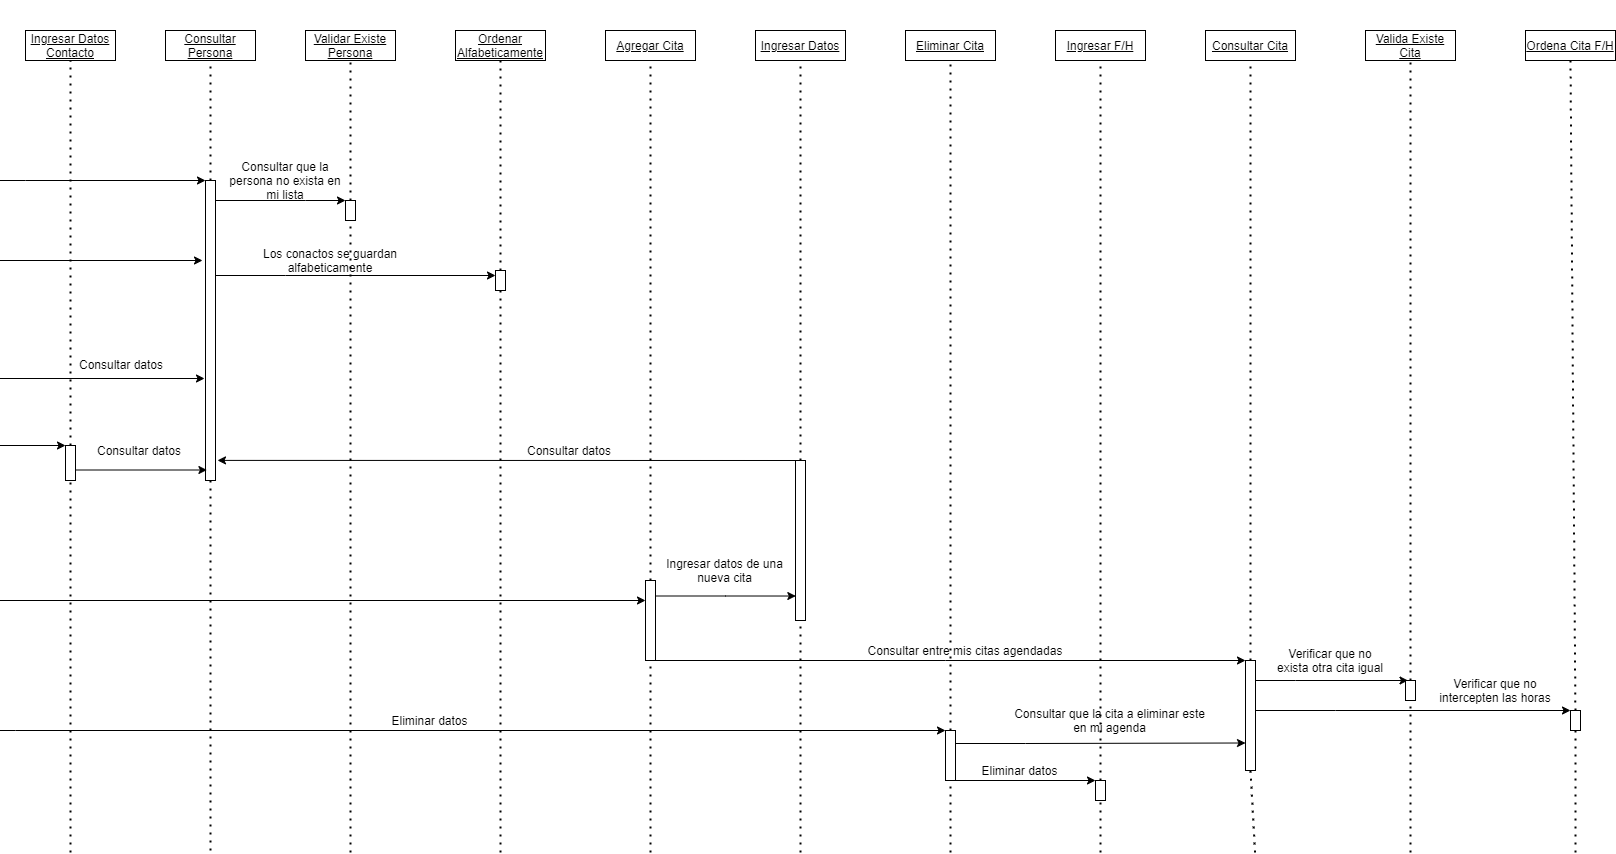 Ingresar Datos
Contacto
Consultar
Persona
Validar Existe
Persona
Ordenar
Alfabeticamente
Agregar Cita
Ingresar Datos
Eliminar Cita
Ingresar F/H
Consultar Cita
Valida Existe
Cita
Ordena Cita F/H
Consultar que la
persona no exista en
mi lista
Los conactos se guardan
alfabeticamente
Consultar datos
Consultar datos
Consultar datos
Ingresar datos de una
nueva cita
Consultar entre mis citas agendadas
Verificar que no
exista otra cita igual
Verificar que no
intercepten las horas
Eliminar datos
Consultar que la cita a eliminar este
en mi agenda
Eliminar datos